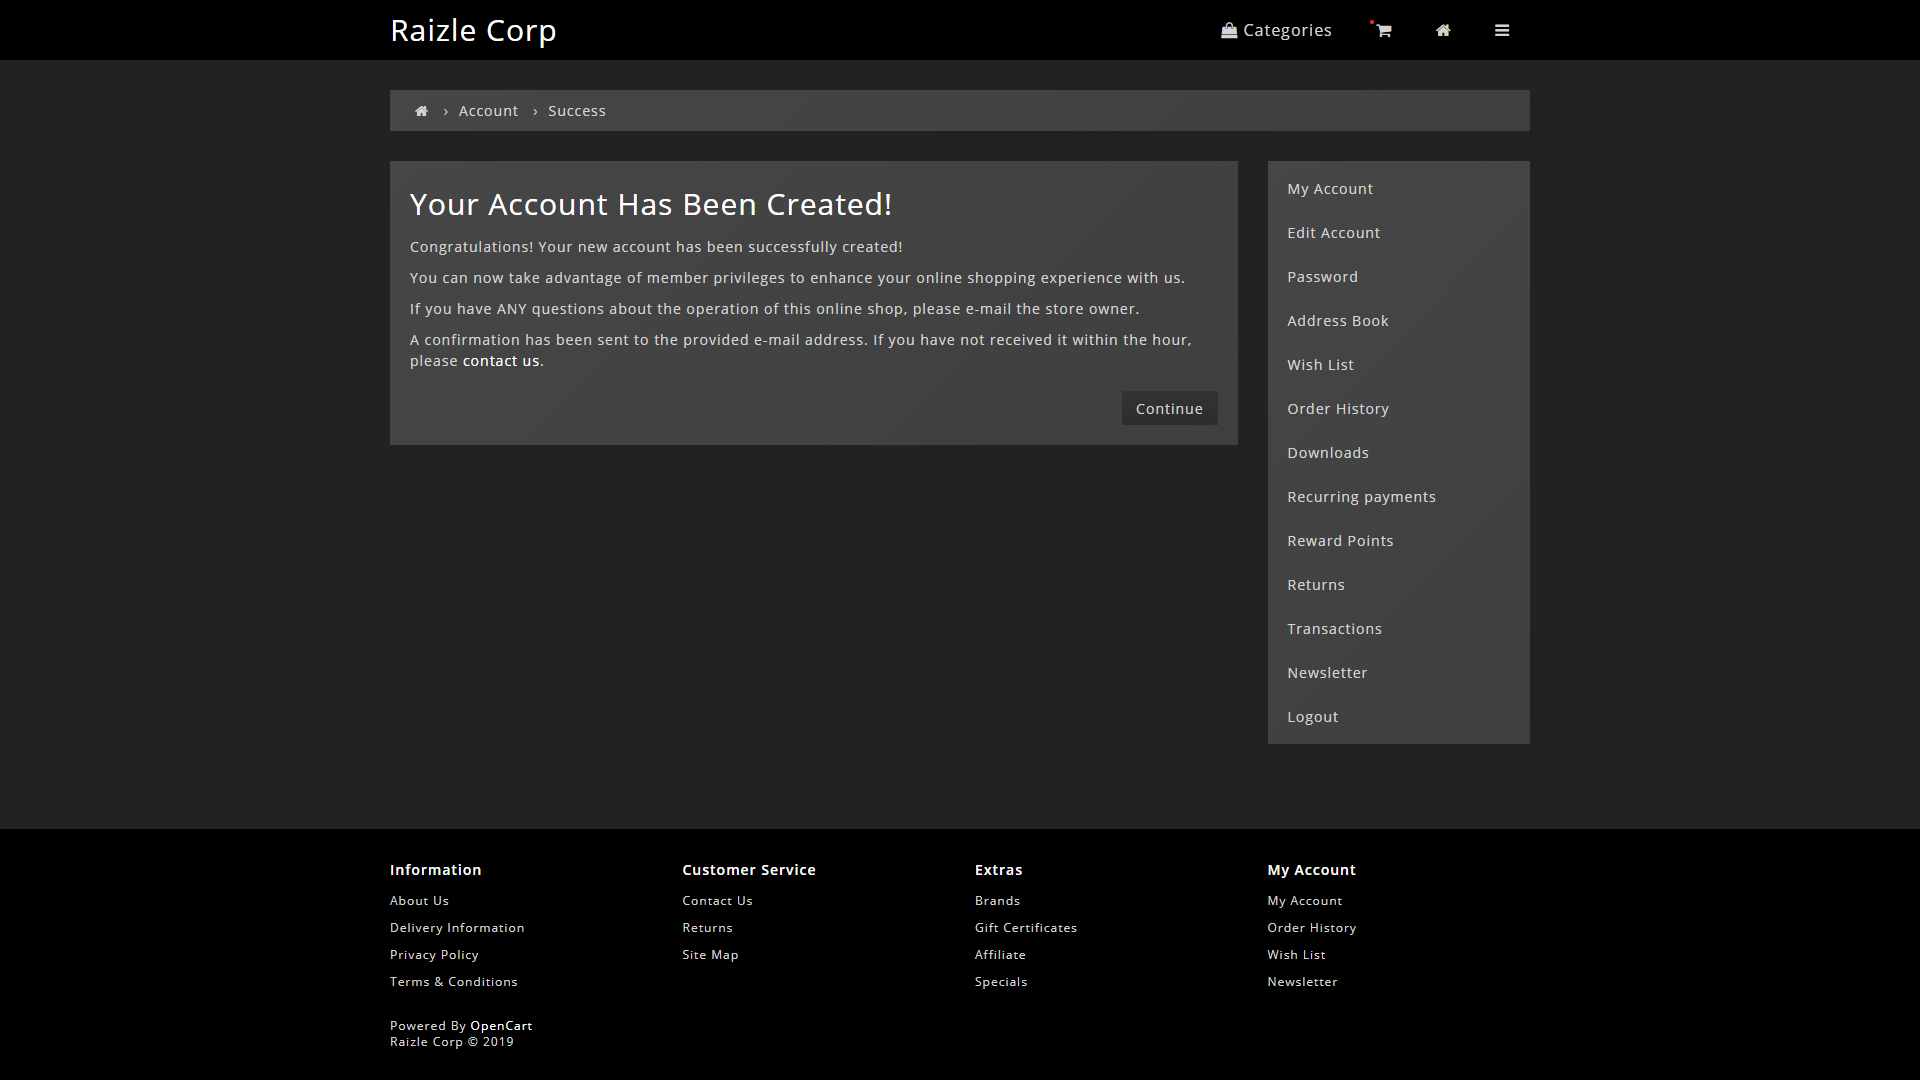 Raizle Corp
Categories
› Account › Success
Your Account Has Been Created!
Congratulations! Your new account has been successfully created!
You can now take advantage of member privileges to enhance your online shopping experience with us.
If you have ANY questions about the operation of this online shop, please e-mail the store owner.
A confirmation has been sent to the provided e-mail address. If you have not received it within the hour,
please contact us.
Continue
My Account
Edit Account
Password
Address Book
Wish List
Order History
Downloads
Recurring payments
Reward Points
Returns
Transactions
Newsletter
Logout
Information
About Us
Delivery Information
Privacy Policy
Terms & Conditions
Customer Service
Contact Us
Returns
Site Map
Extras
Brands
Gift Certificates
Affiliate
Specials
My Account
My Account
Order History
Wish List
Newsletter
Powered By OpenCart
Raizle Corp © 2019